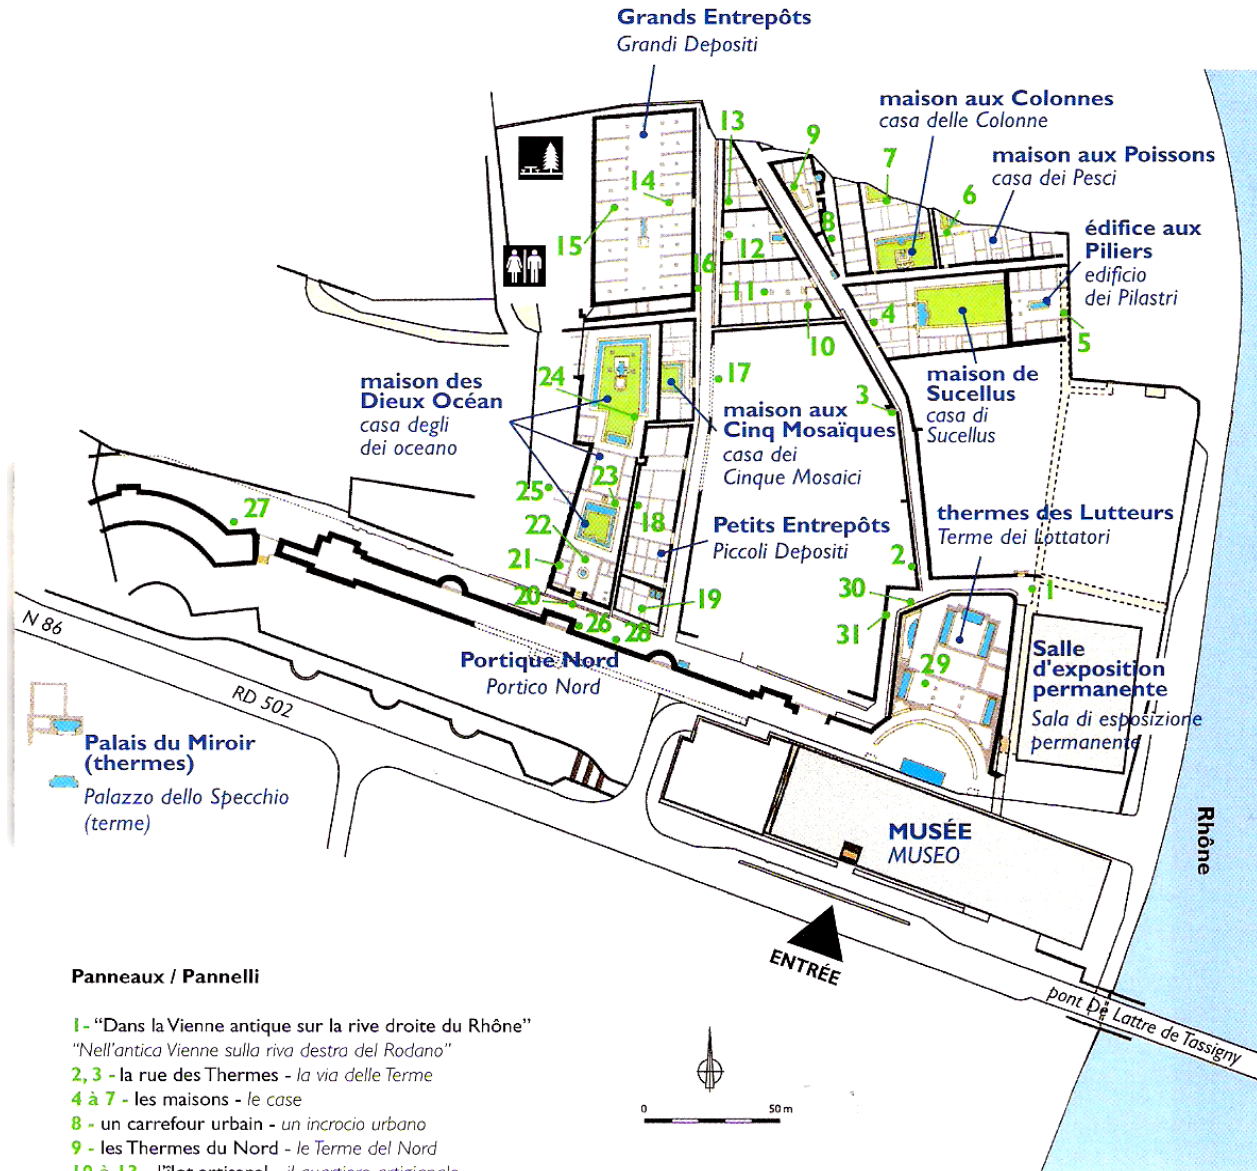 Grands Entrepôts
Grandi Depositi
maison aux Colonnes
casa delle Colonne
maison aux Poissons
casa dei Pesci
édifice aux
Piliers
edificio
dei Pilastri
13
9
7
6
14
15
12
8
16
11
10
4
5
maison des
Dieux Océan
casa degli
dei oceano
24
17
3
maison aux
Cinq Mosaïques
casa dei
Cinque Mosaici
maison de
Sucellus
casa di
Sucellus
25
23
27
22
18
21
Petits Entrepôts
Piccoli Depositi
thermes des Lutteurs
Terme dei Lottatori
2
1
30
31
20
19
26
28
29
Portique Nord
Portico Nord
Salle
d'exposition
permanente
Sala di esposizione
permanente
N 86
RD 502
Palais du Miroir
(thermes)
Palazzo dello Specchio
(terme)
MUSÉE
MUSEO
Rhône
ENTRÉE
pont De Lattre de Tassigny
0 50 m
Panneaux / Pannelli
1- “Dans la Vienne antique sur la rive droite du Rhône”
"Nell'antica Vienne sulla riva destra del Rodano"
2, 3 - la rue des Thermes - la via delle Terme
4 à 7 - les maisons - le case
8 - un carrefour urbain - un incrocio urbano
9 - les Thermes du Nord - le Terme del Nord
10 à 13 - l'îlot artisanal - il quartiere artigianale